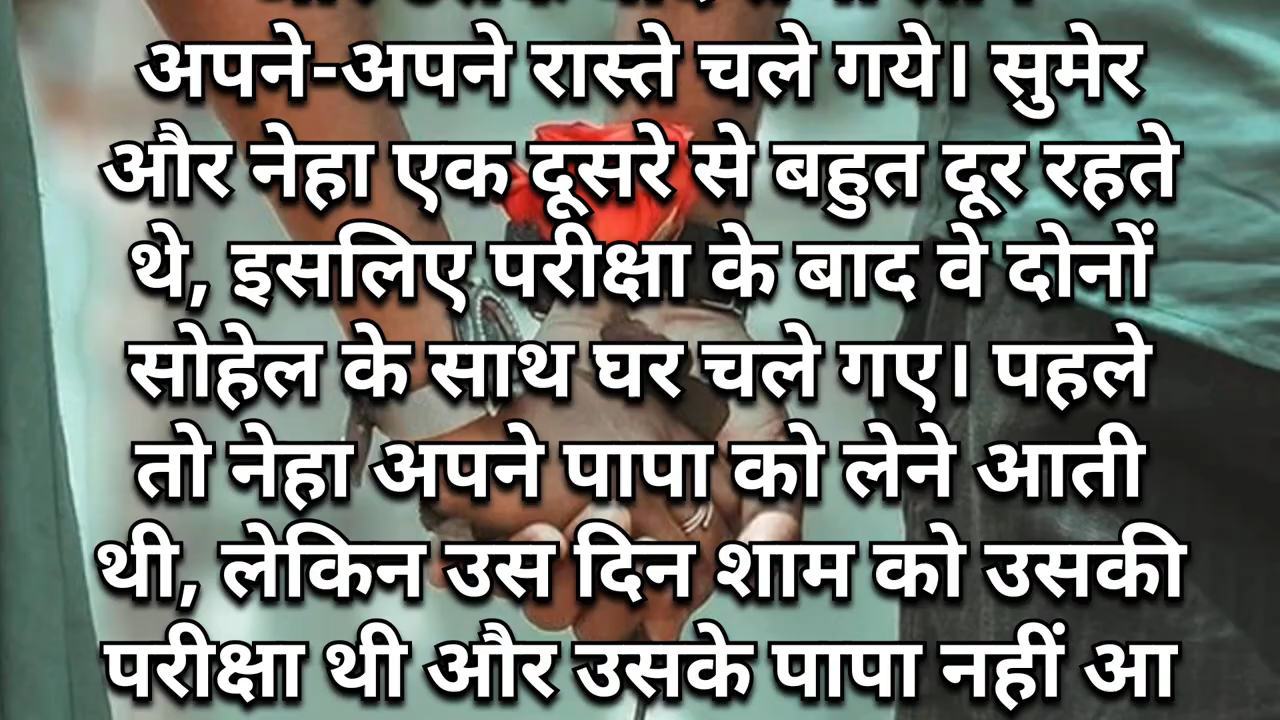 अपने-अपने रास्ते चले गये। सुमेर
और नेहा एक दूसरे से बहुत दूर रहते
थे, इसलिए परीक्षा के बाद वे दोनों
सोहेल के साथ घर चले गए। पहले
तो नेहा अपने पापा को लेने आती
थी, लेकिन उस दिन शाम को उसकी
परीक्षा थी और उसके पापा नहीं आ